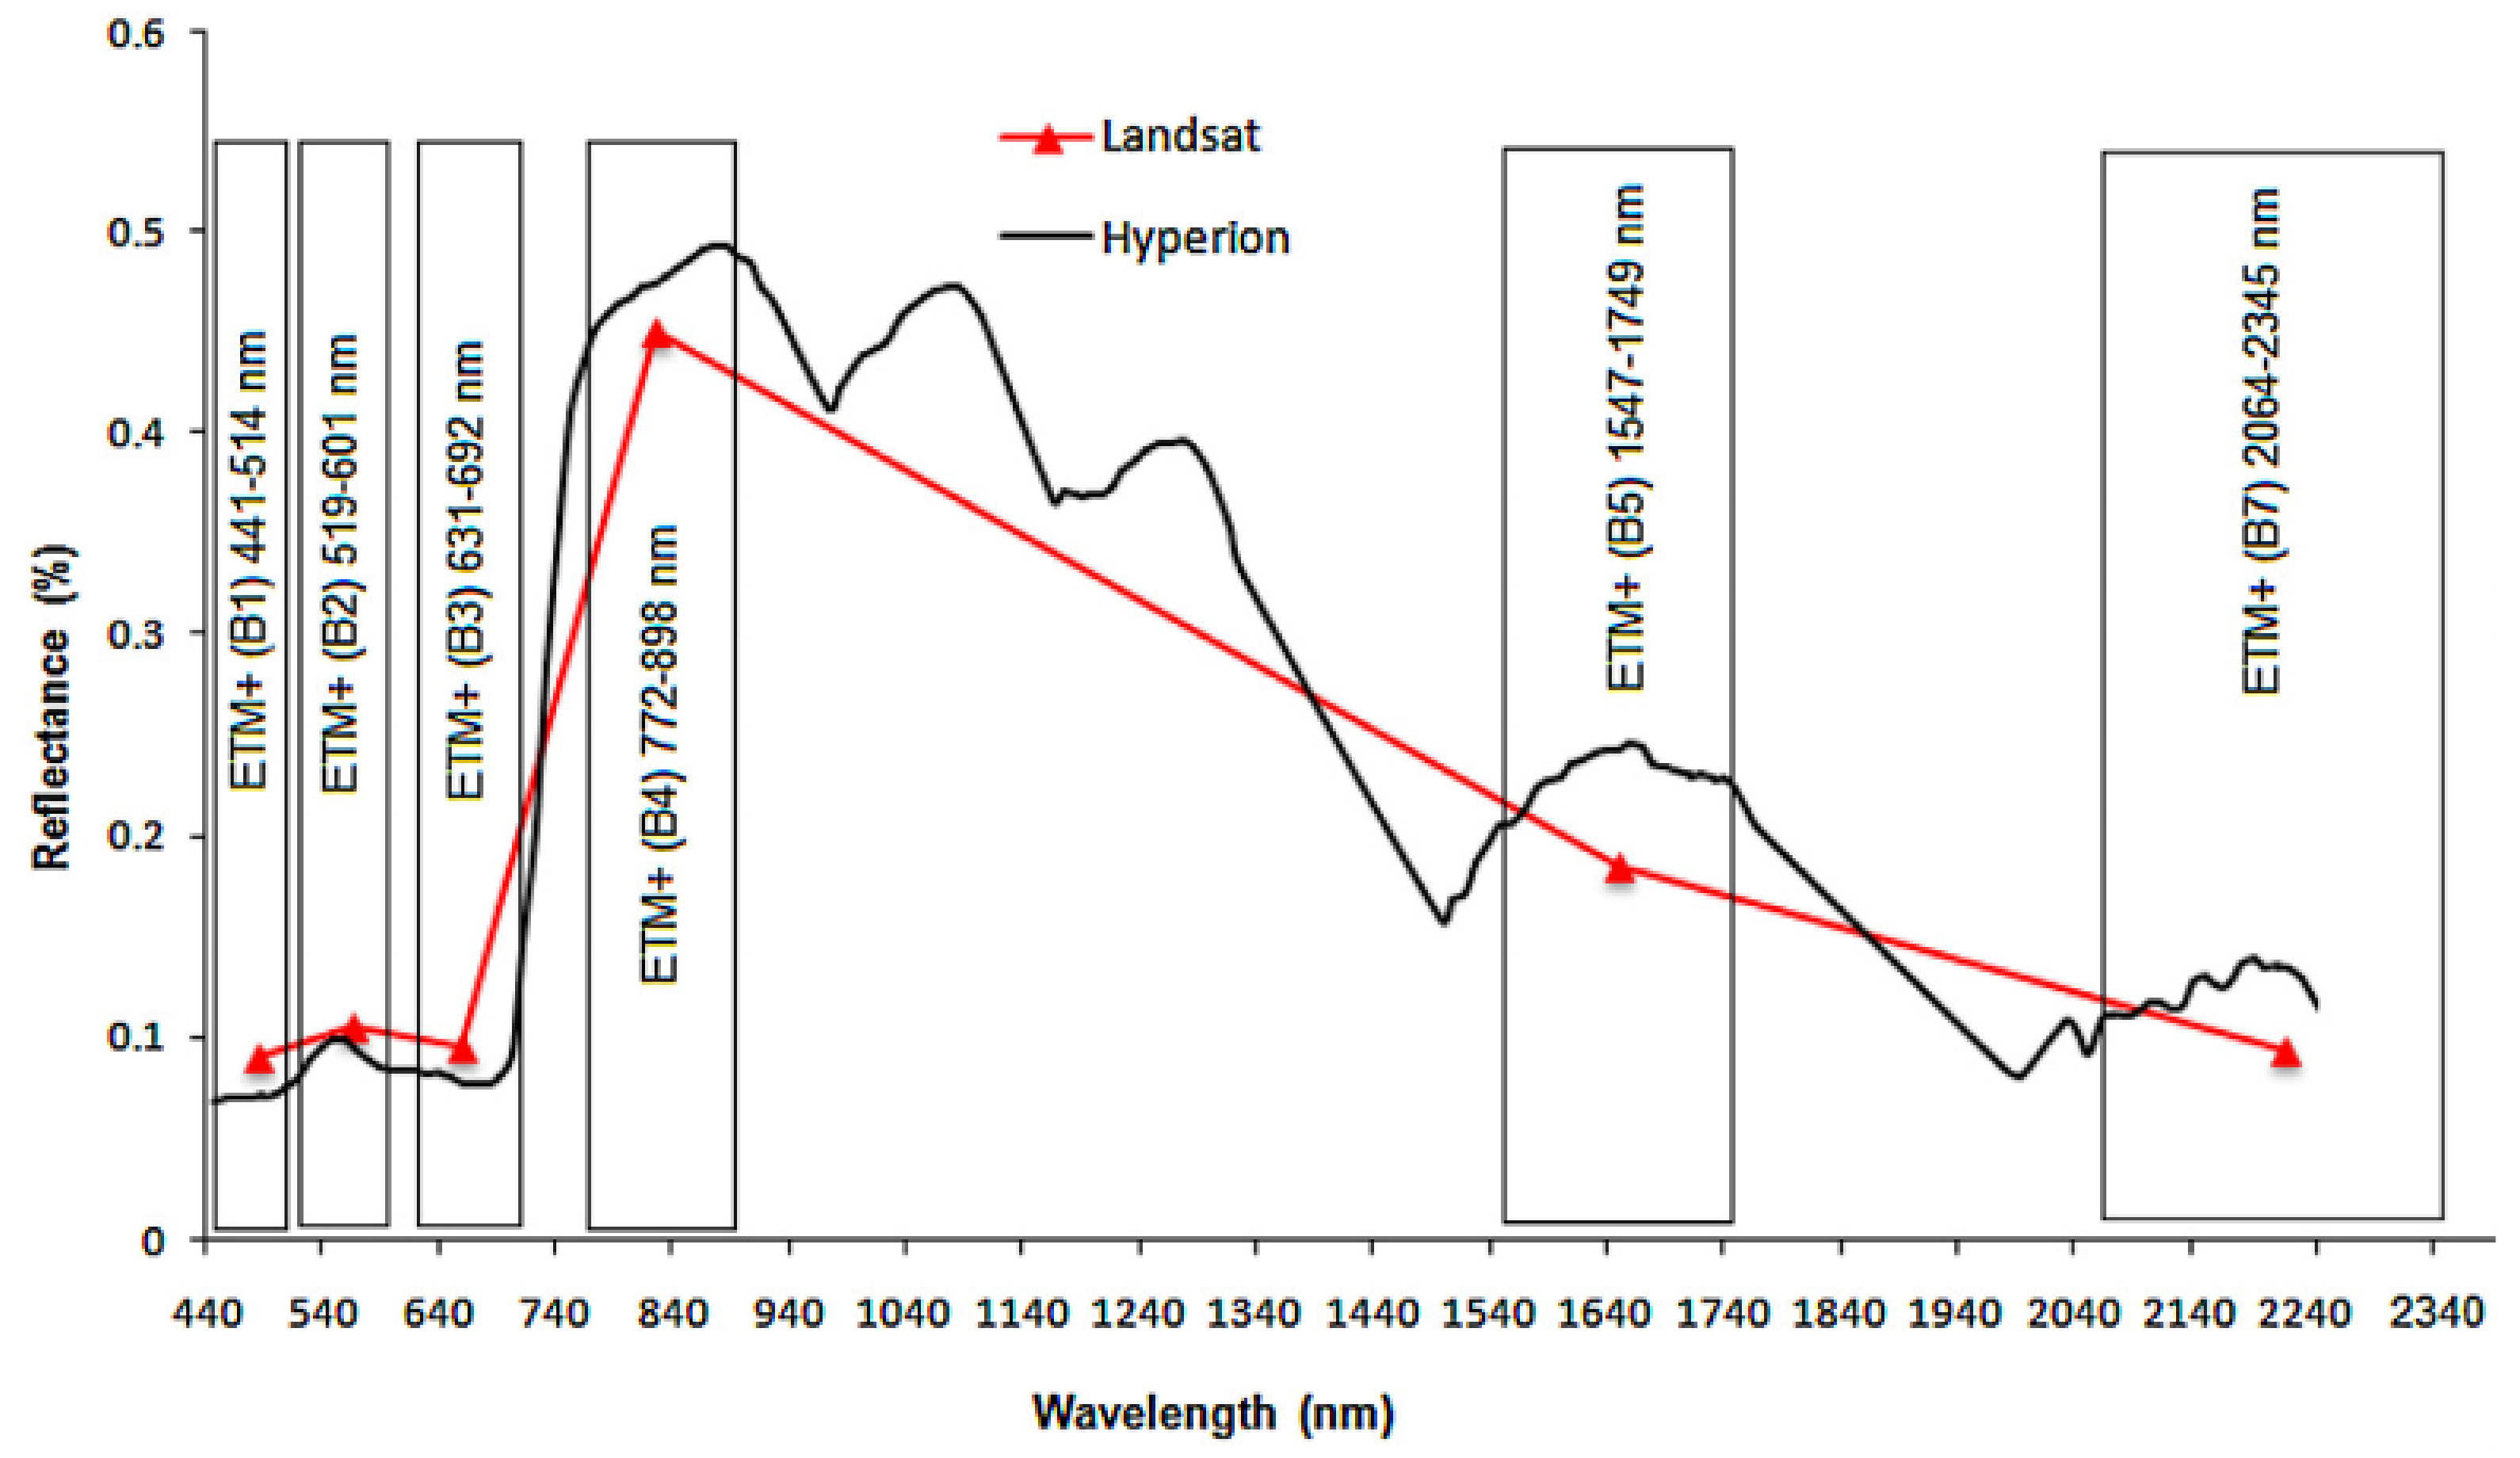 0.6
0.5
0.4
0.3
0.2
0.1
0
Reflectance (%)
Landsat
Hyperion
ETM+ (B1) 441-514 nm
ETM+ (B2) 519-601 nm
ETM+ (B3) 631-692 nm
ETM+ (B4) 772-898 nm
ETM+ (B5) 1547-1749 nm
ETM+ (B7) 2064-2345 nm
440 540 640 740 840 940 1040 1140 1240 1340 1440 1540 1640 1740 1840 1940 2040 2140 2240 2340
Wavelength (nm)